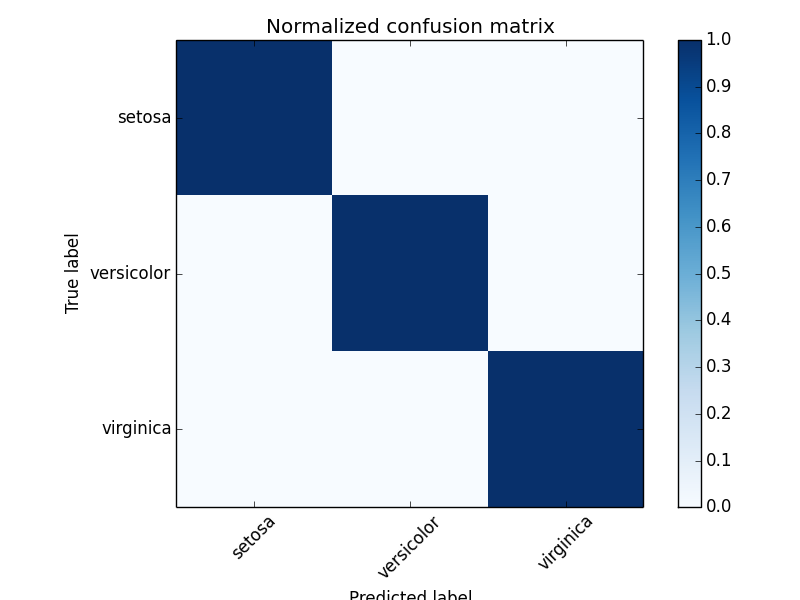 Normalized confusion matrix
True label
setosa
versicolor
virginica
setosa
versicolor
virginica
Predicted label
1.0
0.9
0.8
0.7
0.6
0.5
0.4
0.3
0.2
0.1
0.0